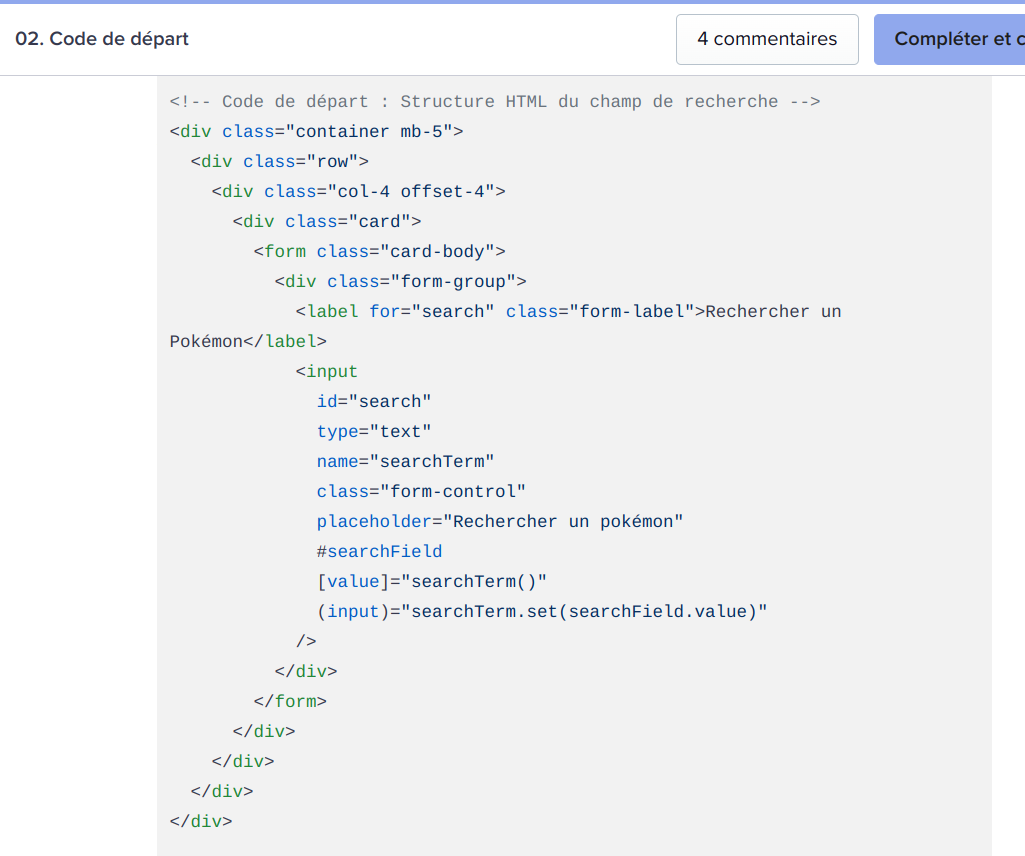 02. Code de départ
4 commentaires
Compléter et c
<!-- Code de départ : Structure HTML du champ de recherche -->
<div class="container mb-5">
  <div class="row">
    <div class="col-4 offset-4">
      <div class="card">
        <form class="card-body">
          <div class="form-group">
            <label for="search" class="form-label">Rechercher un
Pokémon</label>
            <input
              id="search"
              type="text"
              name="searchTerm"
              class="form-control"
              placeholder="Rechercher un pokémon"
              #searchField
              [value]="searchTerm()"
              (input)="searchTerm.set(searchField.value)"
            />
          </div>
        </form>
      </div>
    </div>
  </div>
</div>